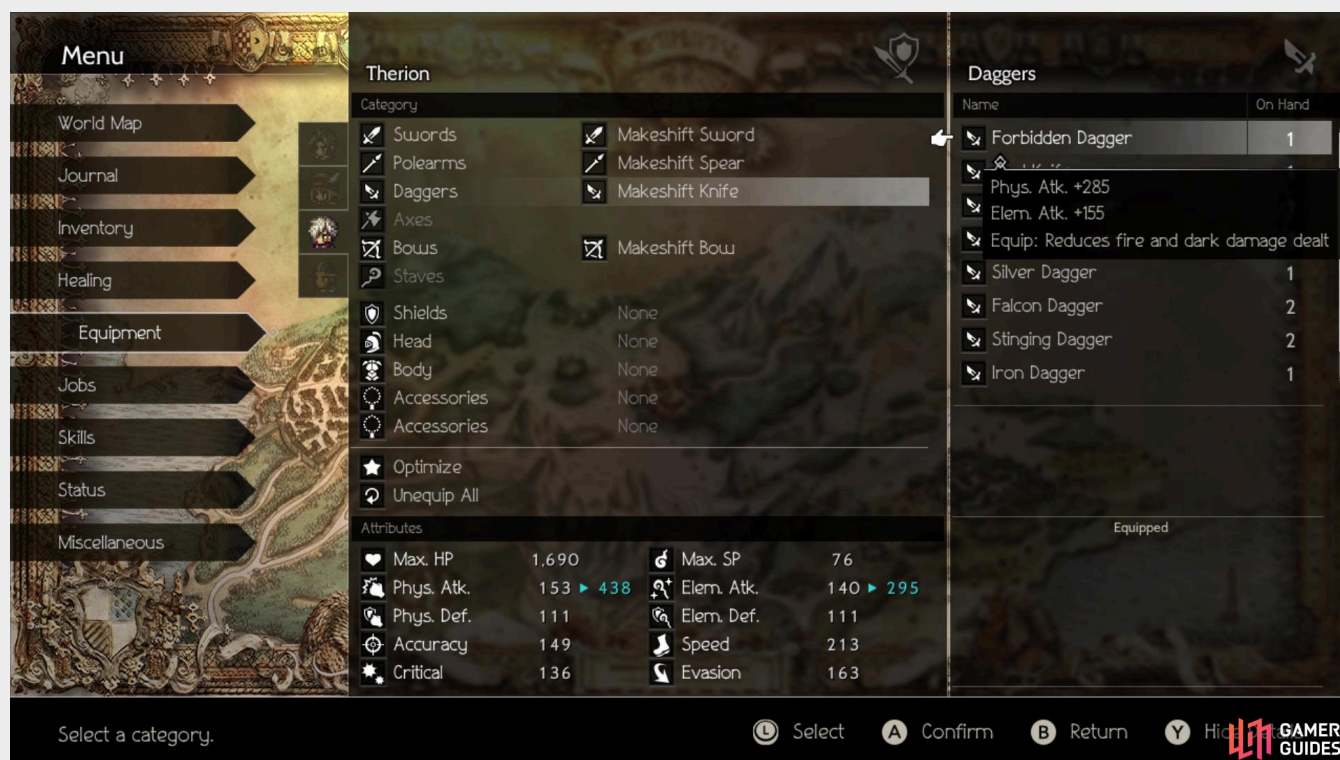 Menu
World Map
Journal
Inventory
Healing
Equipment
Jobs
Skills
Status
Miscellaneous
Therion
Category
Swords Makeshift Sword
Polearms Makeshift Spear
Daggers Makeshift Knife
Axes
Bows Makeshift Bow
Staves
Shields None
Head None
Body None
Accessories None
Accessories None
Optimize
Unequip All
Attributes
Max. HP 1,690 Max. SP 76
Phys. Atk. 153 ▸ 438 Elem. Atk. 140 ▸ 295
Phys. Def. 111 Elem. Def. 111
Accuracy 149 Speed 213
Critical 136 Evasion 163
Daggers
Name On Hand
Forbidden Dagger 1
Phys. Atk. +285
Elem. Atk. +155
Equip: Reduces fire and dark damage dealt
Silver Dagger 1
Falcon Dagger 2
Stinging Dagger 2
Iron Dagger 1
Equipped
Select a category.
L Select A Confirm B Return Y
GAMER
GUIDES